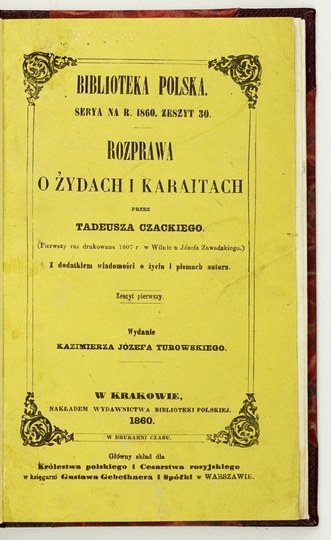 BIBLIOTEKA POLSKA.
SERYA NA R. 1860. ZESZYT 30.
ROZPRAWA
O ŻYDACH I KARAITACH
PRZEZ
TADEUSZA CZACKIEGO.
(Pierwszy raz drukowana 1807 r. w Wilnie u Józefa Zawadzkiego.)
Z dodatkiem wiadomości o życiu i pismach autora.
Zeszyt pierwszy.
Wydanie
KAZIMIERZA JÓZEFA TUROWSKIEGO.
W KRAKOWIE,
NAKŁADEM WYDAWNICTWA BIBLIOTEKI POLSKIEJ.
1860.
W DRUKARNI CZASU.
Główny skład dla
Królestwa polskiego i Cesarstwa rosyjskiego
w księgarni Gustawa Gebethnera i Spółki w WARSZAWIE.